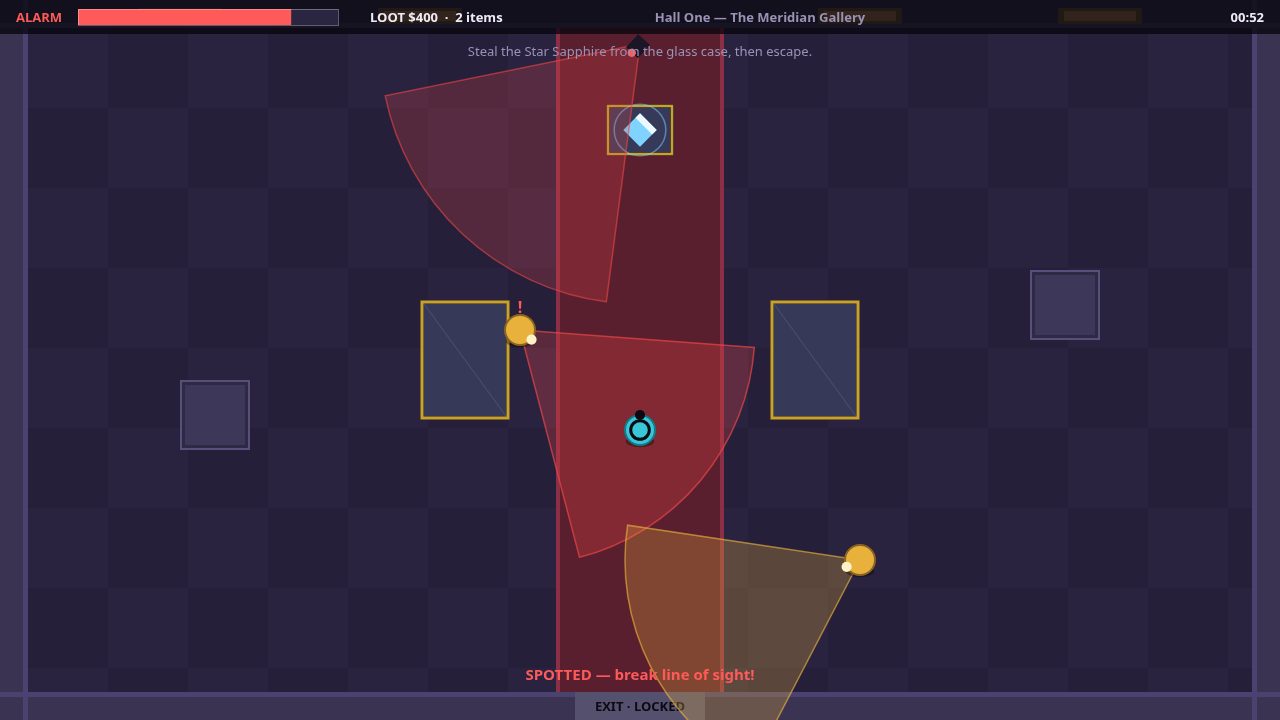 ALARM
LOOT $400 · 2 items
Hall One — The Meridian Gallery
00:52
Steal the Star Sapphire from the glass case, then escape.
!
SPOTTED — break line of sight!
EXIT · LOCKED